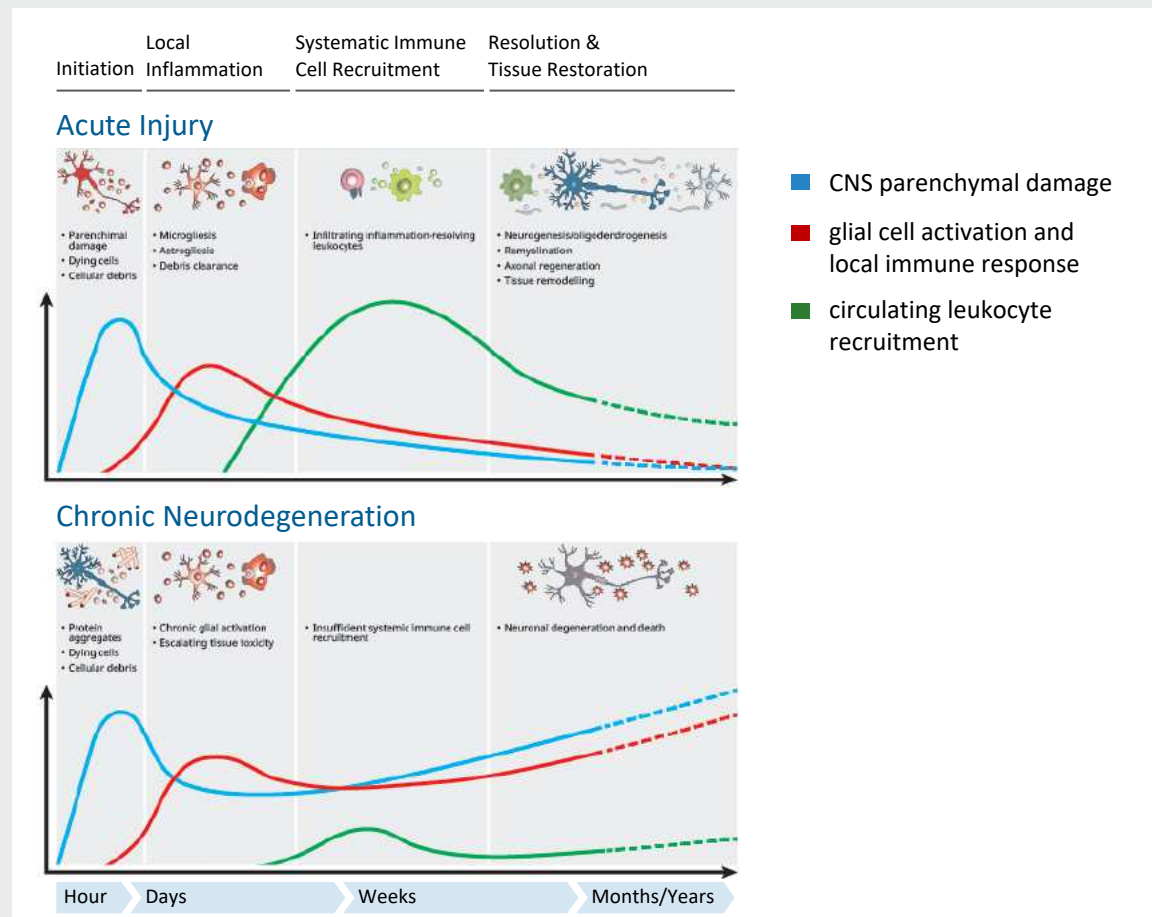 Initiation
Local
Inflammation
Systematic Immune
Cell Recruitment
Resolution &
Tissue Restoration
Acute Injury
• Parenchimal
damage
• Dying cells
• Cellular debris
• Microgliesis
• Astrogliosis
• Debris clearance
• Infiltrating inflammation-resolving
leukocytes
• Neurogenesis/oligederdrogenesis
• Remyelination
• Axonal regeneration
• Tissue remodelling
CNS parenchymal damage
glial cell activation and
local immune response
circulating leukocyte
recruitment
Chronic Neurodegeneration
• Protein
aggregates
• Dying cells
• Cellular debris
• Chronic glial activation
• Escalating tissue toxicity
• Insufficient systemic immune cell
recruitment
• Neuronal degeneration and death
Hour
Days
Weeks
Months/Years